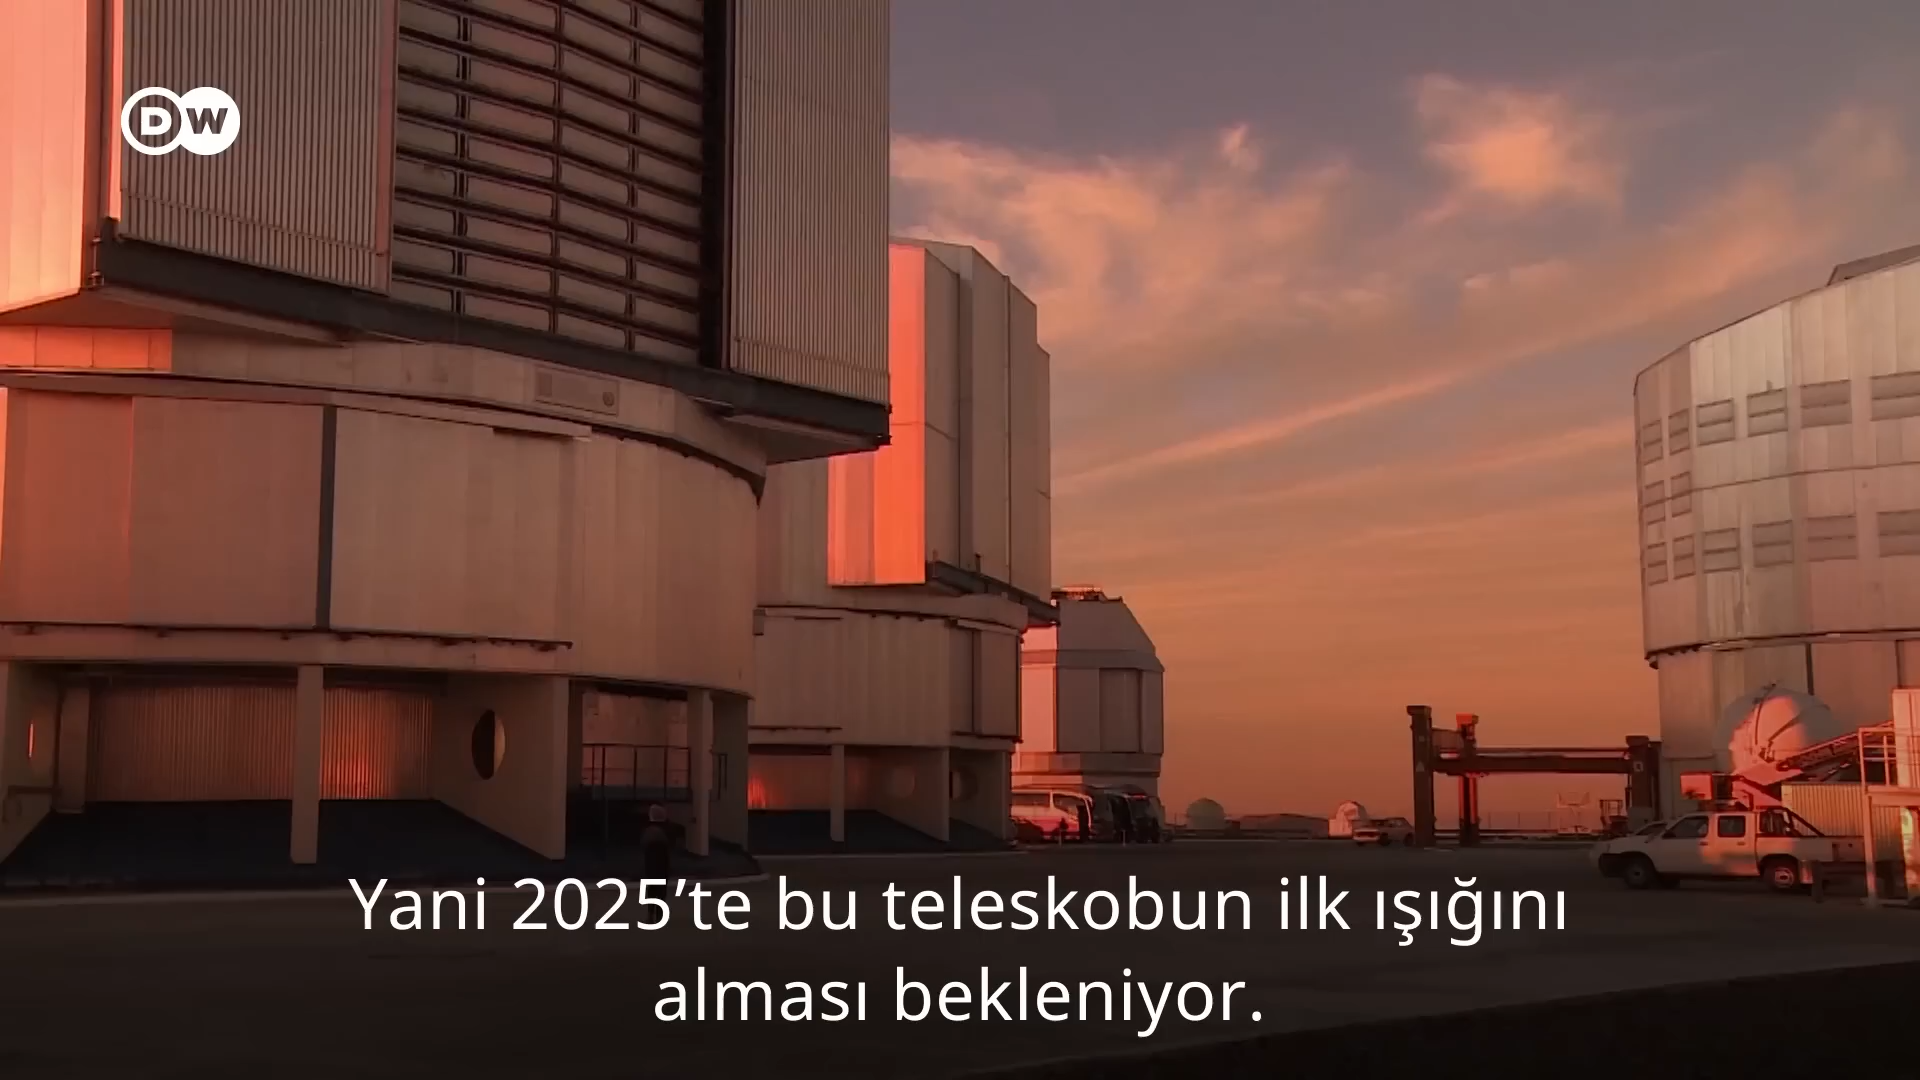 DW
Yani 2025’te bu teleskobun ilk ışığını
alması bekleniyor.